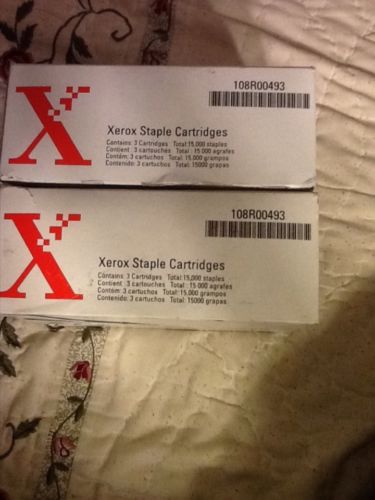 108R00493
Xerox Staple Cartridges
Contains: 3 Cartridges Total: 15,000 staples
Contient: 3 cartouches Total: 15 000 agrafes
Contém: 3 cartuchos Total: 15.000 grampos
Contenido: 3 cartuchos Total: 15000 grapas
108R00493
Xerox Staple Cartridges
Contains: 3 Cartridges Total: 15,000 staples
Contient: 3 cartouches Total: 15 000 agrafes
Contém: 3 cartuchos Total: 15.000 grampos
Contenido: 3 cartuchos Total: 15000 grapas